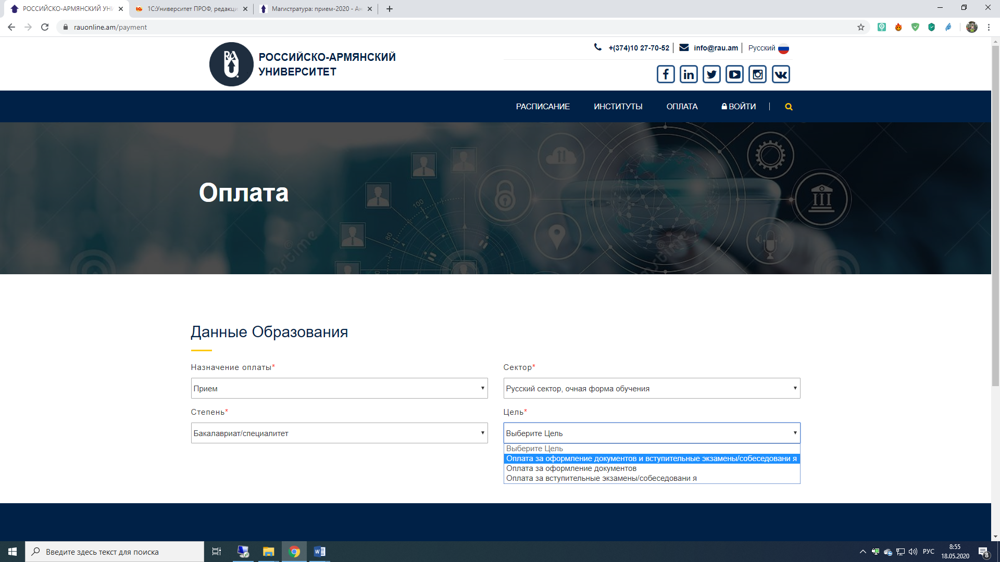 РОССИЙСКО-АРМЯНСКИЙ УНИ
1С:Университет ПРОФ, редакци
Магистратура: прием-2020 - Ан
rauonline.am/payment
РОССИЙСКО-АРМЯНСКИЙ
УНИВЕРСИТЕТ
+(374)10 27-70-52
info@rau.am
Русский
РАСПИСАНИЕ
ИНСТИТУТЫ
ОПЛАТА
ВОЙТИ
Оплата
100
80
Данные Образования
Назначение оплаты*
Сектор*
Прием
Русский сектор, очная форма обучения
Степень*
Цель*
Бакалавриат/специалитет
Выберите Цель
Выберите Цель
Оплата за оформление документов и вступительные экзамены/собеседовани я
Оплата за оформление документов
Оплата за вступительные экзамены/собеседовани я
Введите здесь текст для поиска
РУС
8:55
18.05.2020
8